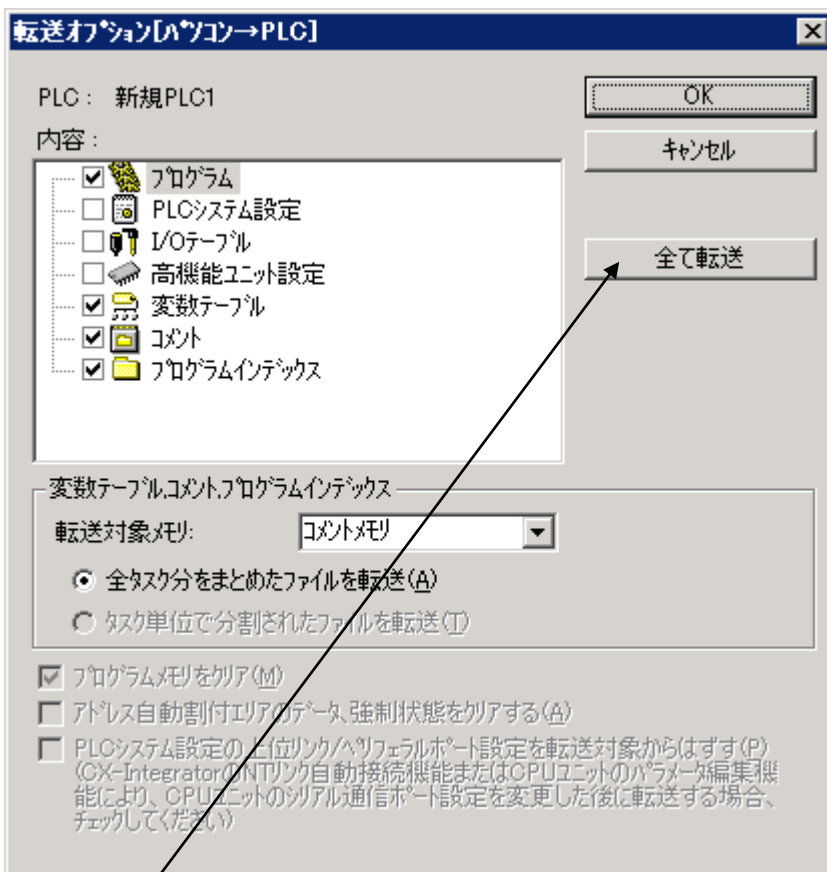 転送ｵﾌﾟｼｮﾝ[ﾊﾟｿｺﾝ→PLC]
PLC： 新規PLC1
OK
内容：
ｷｬﾝｾﾙ
ﾌﾟﾛｸﾞﾗﾑ
PLCｼｽﾃﾑ設定
I/Oﾃｰﾌﾞﾙ
全て転送
高機能ﾕﾆｯﾄ設定
変数ﾃｰﾌﾞﾙ
ｺﾒﾝﾄ
ﾌﾟﾛｸﾞﾗﾑｲﾝﾃﾞｯｸｽ
変数ﾃｰﾌﾞﾙ,ｺﾒﾝﾄ,ﾌﾟﾛｸﾞﾗﾑｲﾝﾃﾞｯｸｽ
転送対象ﾒﾓﾘ: ｺﾒﾝﾄﾒﾓﾘ
全ﾀｽｸ分をまとめたﾌｧｲﾙを転送(A)
ﾀｽｸ単位で分割されたﾌｧｲﾙを転送(T)
ﾌﾟﾛｸﾞﾗﾑﾒﾓﾘをｸﾘｱ(M)
ｱﾄﾞﾚｽ自動割付ｴﾘｱのﾃﾞｰﾀ、強制状態をｸﾘｱする(A)
PLCｼｽﾃﾑ設定の上位ﾘﾝｸ/ﾍﾟﾘﾌｪﾗﾙﾎﾟｰﾄ設定を転送対象からはずす(P)
(CX-IntegratorのNTﾘﾝｸ自動接続機能またはCPUﾕﾆｯﾄのﾊﾟﾗﾒｰﾀ編集機
能により、CPUﾕﾆｯﾄのｼﾘｱﾙ通信ﾎﾟｰﾄ設定を変更した後に転送する場合、
ﾁｪｯｸしてください)